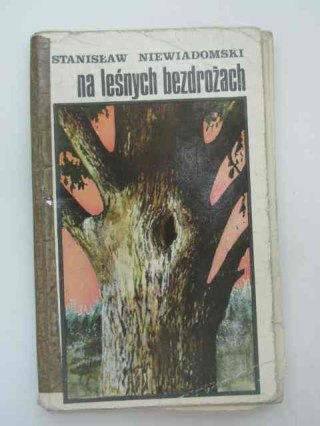 STANISŁAW NIEWIADOMSKI
na leśnych bezdrożach